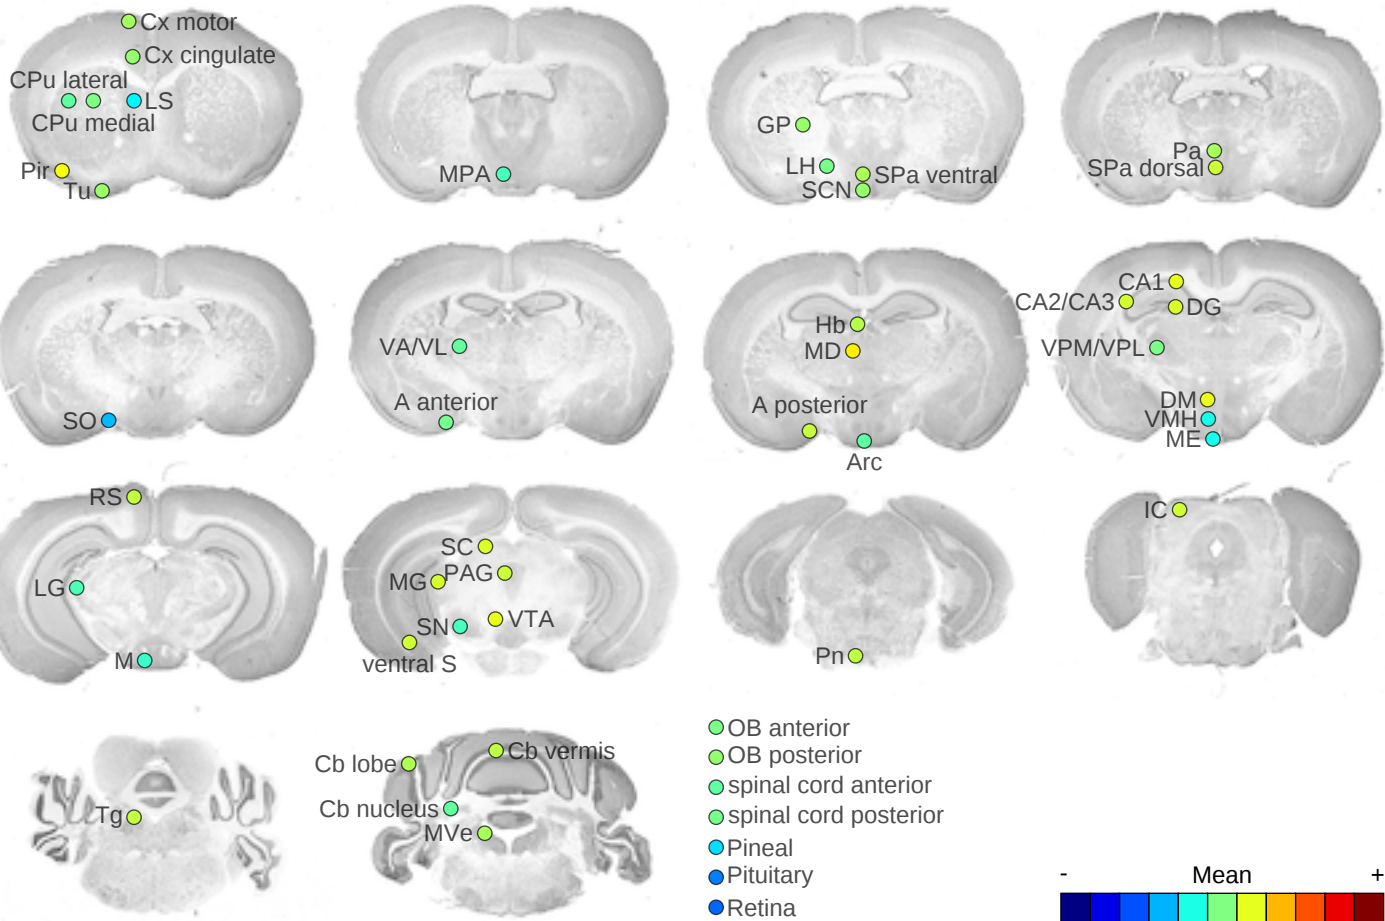 Cx motor
Cx cingulate
CPu lateral
LS
CPu medial
Pir
Tu
MPA
GP
LH
SPa ventral
SCN
Pa
SPa dorsal
SO
VA/VL
A anterior
Hb
MD
A posterior
Arc
CA1
CA2/CA3
DG
VPM/VPL
DM
VMH
ME
RS
LG
M
SC
MG
PAG
SN
VTA
ventral S
Pn
IC
Tg
Cb lobe
Cb vermis
Cb nucleus
MVe
OB anterior
OB posterior
spinal cord anterior
spinal cord posterior
Pineal
Pituitary
Retina
- Mean +